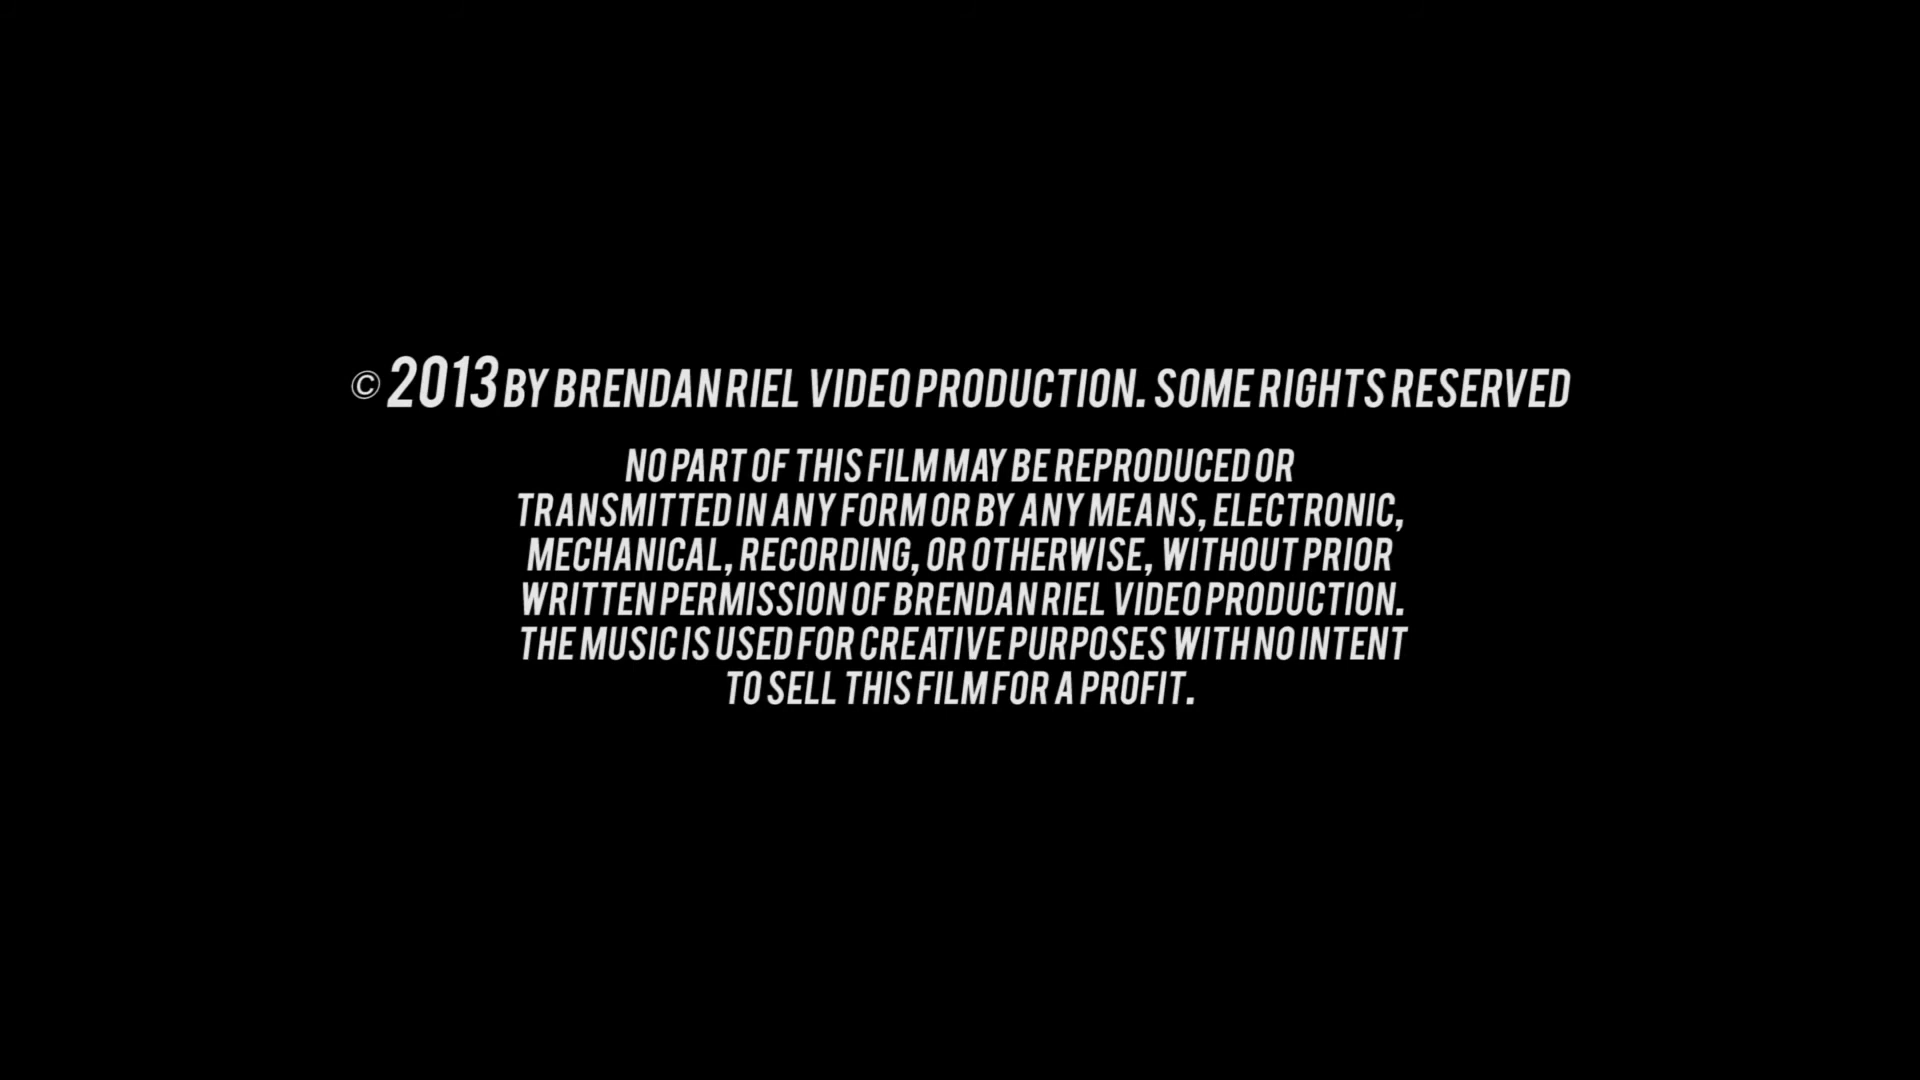 © 2013 BY BRENDAN RIEL VIDEO PRODUCTION. SOME RIGHTS RESERVED
NO PART OF THIS FILM MAY BE REPRODUCED OR
TRANSMITTED IN ANY FORM OR BY ANY MEANS, ELECTRONIC,
MECHANICAL, RECORDING, OR OTHERWISE, WITHOUT PRIOR
WRITTEN PERMISSION OF BRENDAN RIEL VIDEO PRODUCTION.
THE MUSIC IS USED FOR CREATIVE PURPOSES WITH NO INTENT
TO SELL THIS FILM FOR A PROFIT.